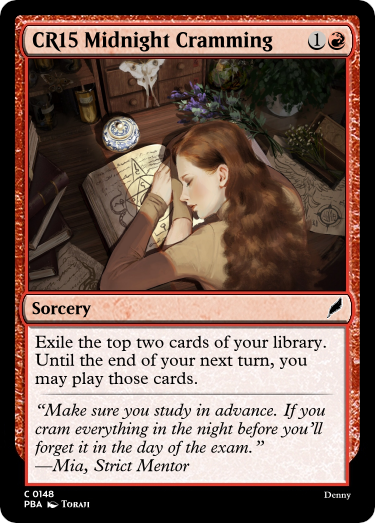 CR15 Midnight Cramming 1
Sorcery
Exile the top two cards of your library.
Until the end of your next turn, you
may play those cards.
“Make sure you study in advance. If you
cram everything in the night before you’ll
forget it in the day of the exam.”
—Mia, Strict Mentor
C 0148
PBA Toraji
Denny